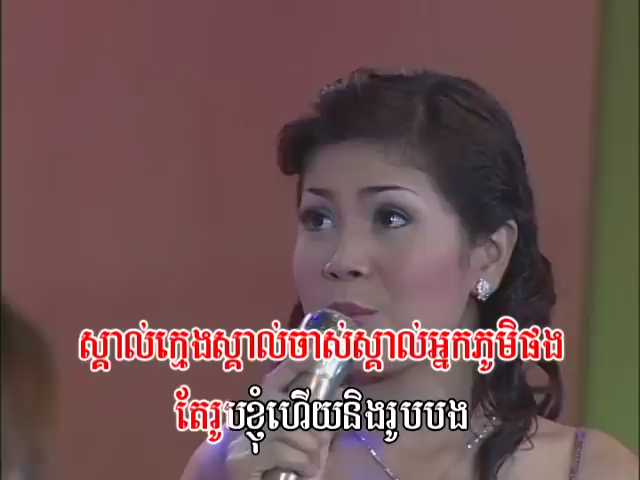 ស្គាល់ក្មេងស្គាល់ចាស់ស្គាល់អ្នកភូមិផង
តែរូបខ្ញុំហើយនិងរូបបង